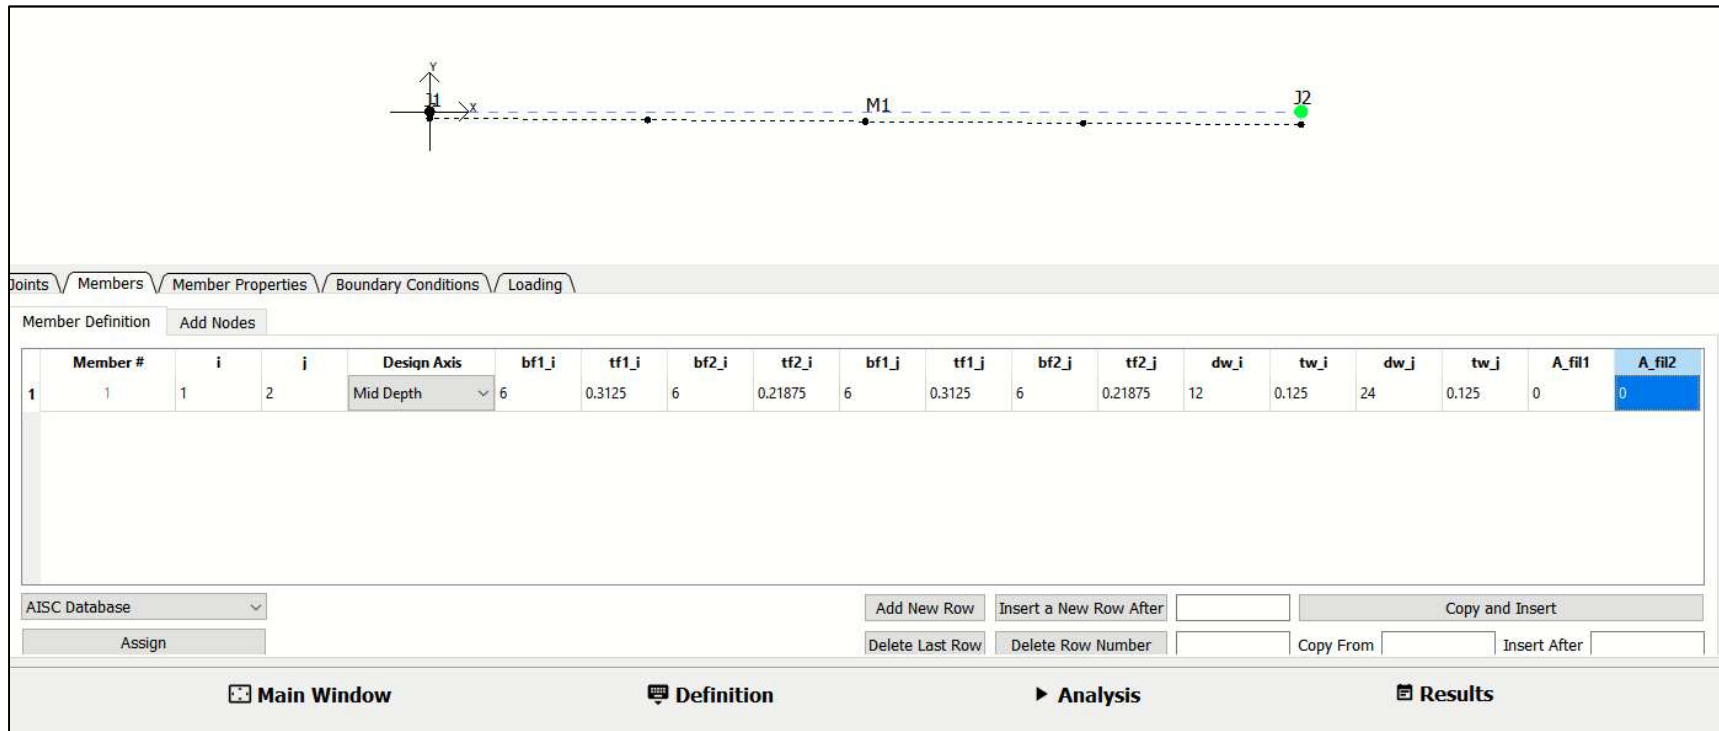 Y
J1
X
M1
J2
Joints Members Member Properties Boundary Conditions Loading
Member Definition Add Nodes
Member # i j Design Axis bf1_i tf1_i bf2_i tf2_i bf1_j tf1_j bf2_j tf2_j dw_i tw_i dw_j tw_j A_fil1 A_fil2
1 1 1 2 Mid Depth 6 0.3125 6 0.21875 6 0.3125 6 0.21875 12 0.125 24 0.125 0 0
AISC Database Add New Row Insert a New Row After Copy and Insert
Assign Delete Last Row Delete Row Number Copy From Insert After
Main Window Definition Analysis Results